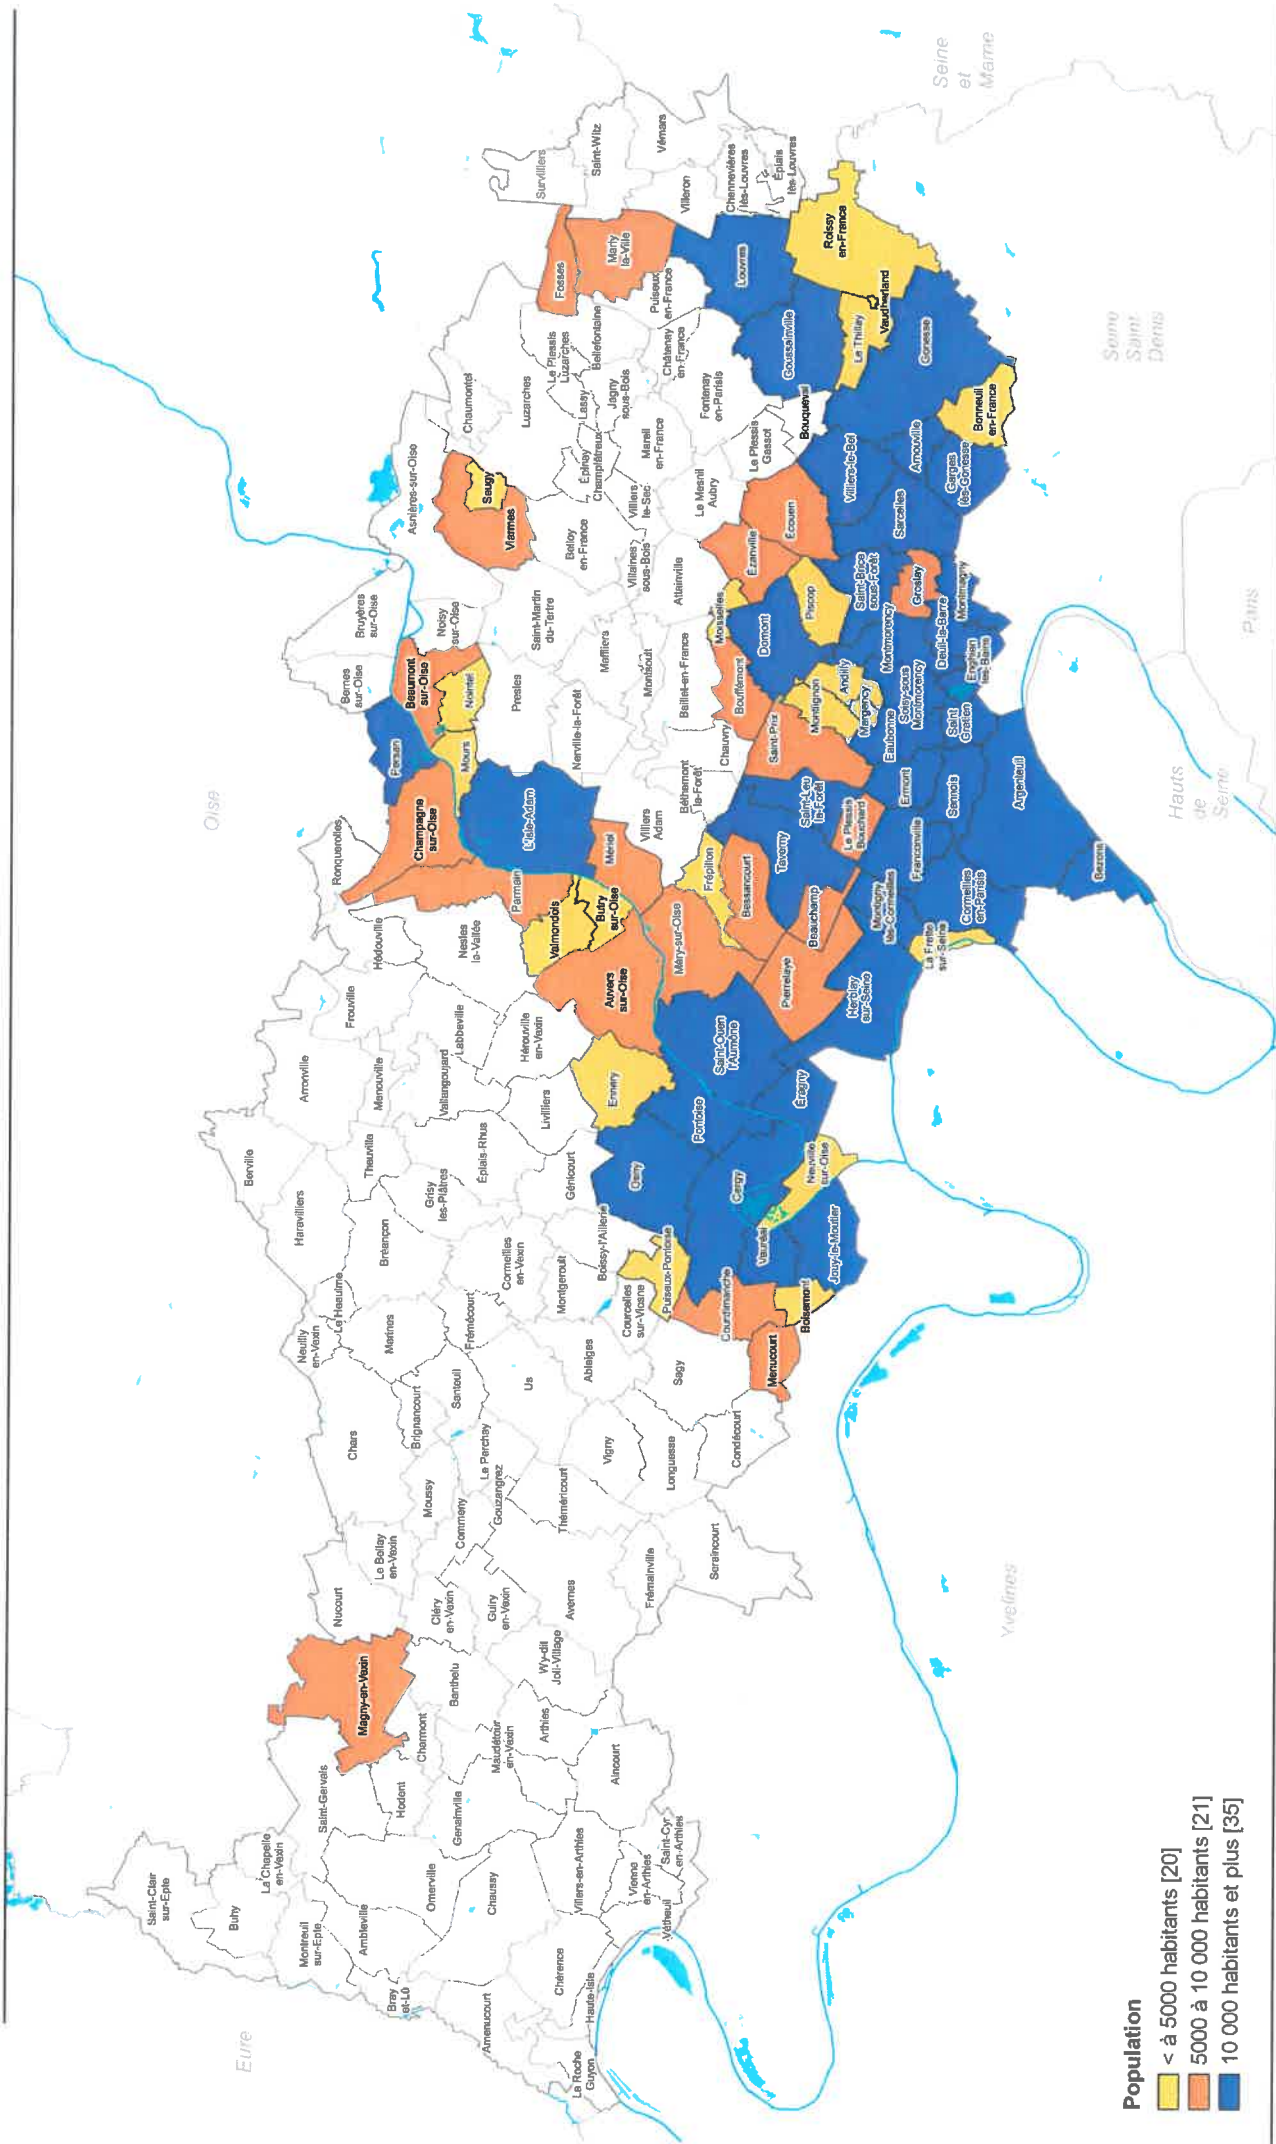 Eure
Oise
Seine
et
Marne
Seine
Saint
Denis
Paris
Hauts
de
Seine
Yvelines
Saint-Clair
sur-Epte
Buhy
La Chapelle
en-Vexin
Montreuil
sur-Epte
Saint-Gervais
Ambleville
Hodent
Omerville
Bray
et-Lû
Genainville
Charmont
Magny-en-Vexin
Chaussy
Maudétour
en-Vexin
Banthelu
Amenucourt
Arthies
Wy-dit
Joli-Village
Chérence
Villers-en-Arthies
Aincourt
Haute-Isle
Vienne
en-Arthies
Saint-Cyr
en-Arthies
Vétheuil
La Roche
Guyon
Nucourt
Le Bellay
en-Vexin
Cléry
en-Vexin
Guiry
en-Vexin
Avernes
Frémainville
Seraincourt
Chars
Moussy
Commeny
Gouzangrez
Le Perchay
Théméricourt
Vigny
Longuesse
Condécourt
Brignancourt
Santeuil
Us
Ableiges
Sagy
Neuilly
en-Vexin
Le Heaulme
Marines
Frémécourt
Cormeilles
en-Vexin
Montgeroult
Courcelles
sur-Viosne
Boissy-l'Aillerie
Puiseux-Pontoise
Courdimanche
Menucourt
Boisemont
Haravilliers
Berville
Bréançon
Theuville
Grisy
les-Plâtres
Épiais-Rhus
Génicourt
Osny
Cergy
Vauréal
Jouy-le-Moutier
Neuville
sur-Oise
Arronville
Menouville
Vallangoujard
Livilliers
Ennery
Pontoise
Éragny
Frouville
Labbeville
Hérouville
en-Vexin
Hédouville
Nesles
la-Vallée
Auvers
sur-Oise
Valmondois
Butry
sur-Oise
Saint-Ouen
l'Aumône
Méry-sur-Oise
Pierrelaye
Herblay
sur-Seine
La Frette
sur-Seine
Ronquerolles
Champagne
sur-Oise
Parmain
L'Isle-Adam
Mériel
Villiers
Adam
Frépillon
Bessancourt
Taverny
Beauchamp
Montigny
lès-Cormeilles
Cormeilles
en-Parisis
Franconville
Le Plessis
Bouchard
Saint-Leu
la-Forêt
Béthemont
la-Forêt
Chauvry
Persan
Bernes
sur-Oise
Bruyères
sur-Oise
Beaumont
sur-Oise
Mours
Nointel
Noisy
sur-Oise
Presles
Nerville-la-Forêt
Maffliers
Saint-Martin
du-Tertre
Montsoult
Baillet-en-France
Bouffémont
Saint-Prix
Montlignon
Andilly
Margency
Eaubonne
Ermont
Sannois
Argenteuil
Bezons
Saint
Gratien
Soisy-sous
Montmorency
Enghien
les-Bains
Deuil-la-Barre
Montmorency
Montmagny
Groslay
Saint-Brice
sous-Forêt
Piscop
Domont
Moisselles
Attainville
Ézanville
Écouen
Asnières-sur-Oise
Viarmes
Seugy
Belloy
en-France
Villaines
sous-Bois
Villiers
le-Sec
Le Mesnil
Aubry
Chaumontel
Luzarches
Le Plessis
Luzarches
Lassy
Épinay
Champlâtreux
Jagny
sous-Bois
Mareil
en-France
Bellefontaine
Châtenay
en-France
Fontenay
en-Parisis
Le Plessis
Gassot
Bouqueval
Puiseux
en-France
Fosses
Marly
la-Ville
Survilliers
Saint-Witz
Vémars
Villeron
Chennevières
lès-Louvres
Épiais
lès-Louvres
Louvres
Goussainville
Roissy
en-France
Le Thillay
Vaudherland
Gonesse
Bonneuil
en-France
Villiers-le-Bel
Arnouville
Sarcelles
Garges
lès-Gonesse
Population
< à 5000 habitants [20]
5000 à 10 000 habitants [21]
10 000 habitants et plus [35]